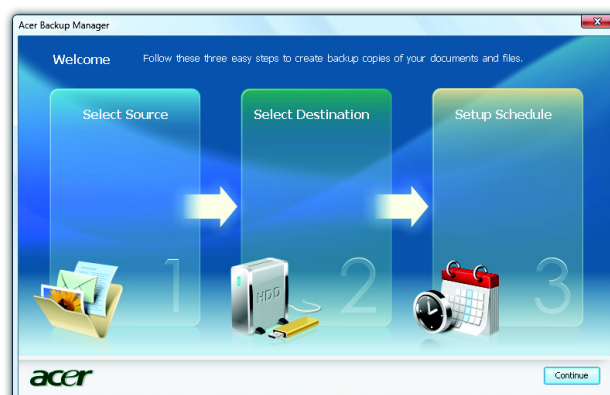 Acer Backup Manager
Welcome Follow these three easy steps to create backup copies of your documents and files.
Select Source
Select Destination
Setup Schedule
1
HDD
2
3
acer
Continue